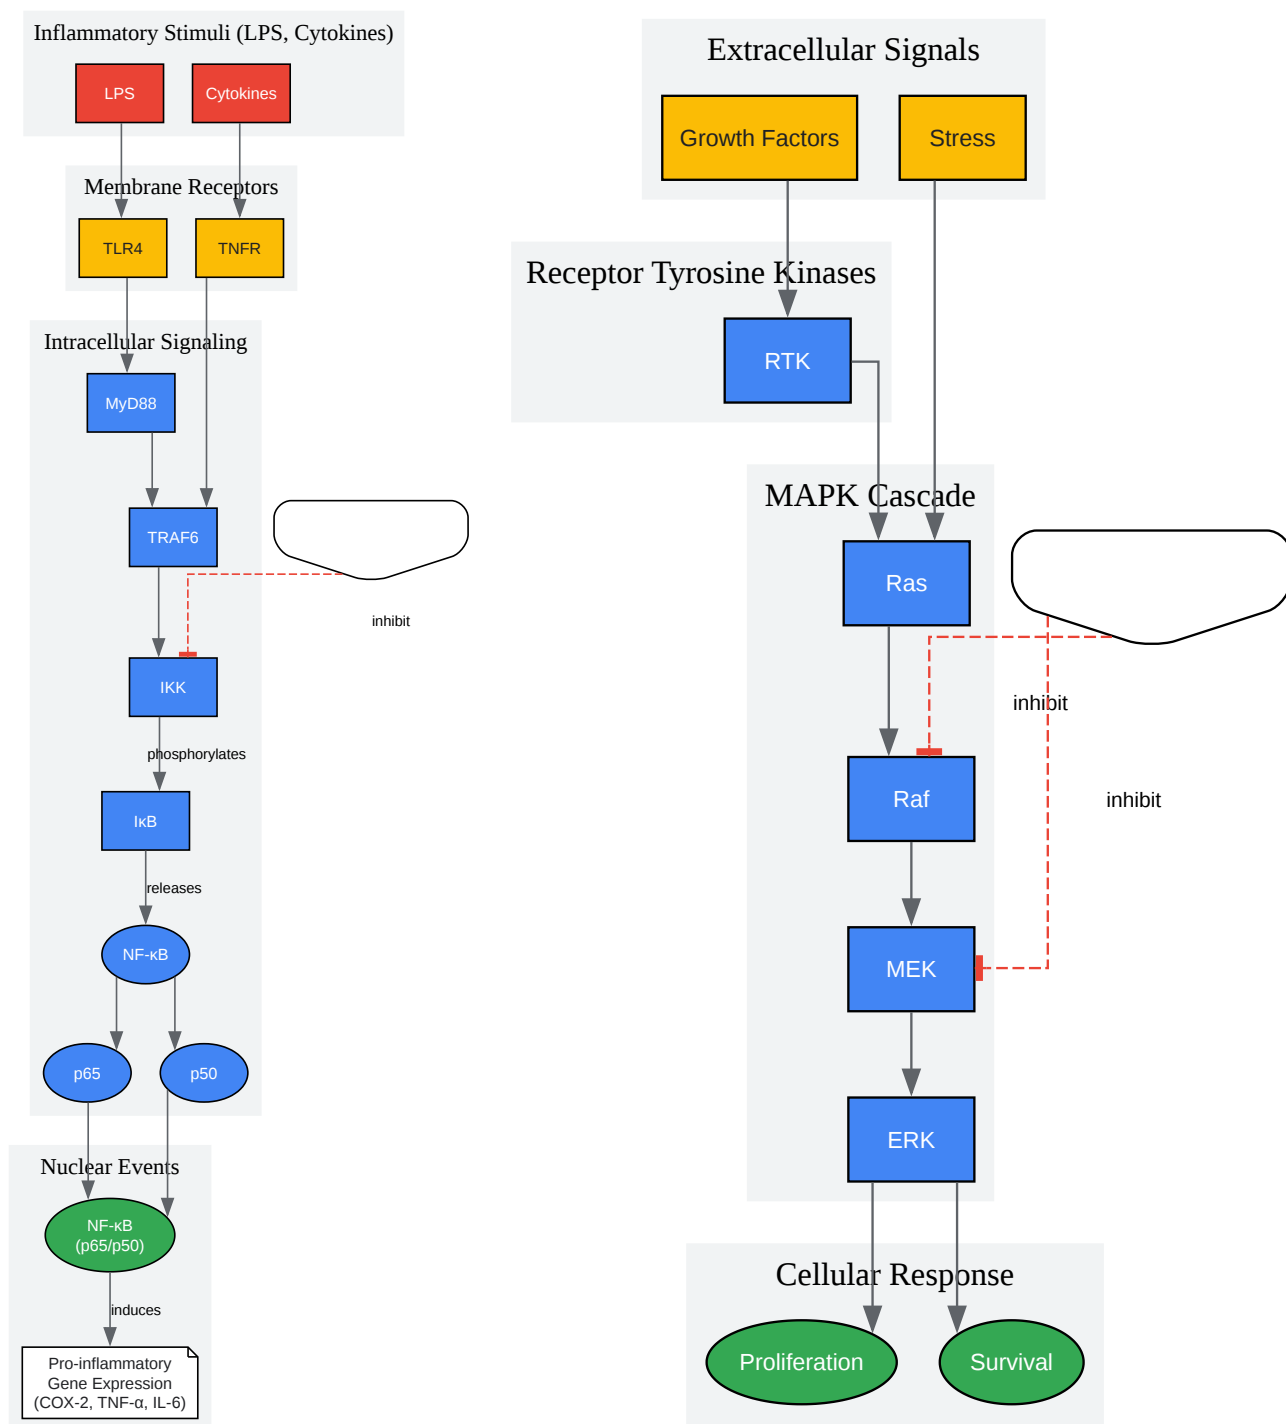 Inflammatory Stimuli (LPS, Cytokines)
LPS
Cytokines
Membrane Receptors
TLR4
TNFR
Intracellular Signaling
MyD88
TRAF6
inhibit
IKK
phosphorylates
IκB
releases
NF-κB
p65
p50
Nuclear Events
NF-κB
(p65/p50)
induces
Pro-inflammatory
Gene Expression
(COX-2, TNF-α, IL-6)
Extracellular Signals
Growth Factors
Stress
Receptor Tyrosine Kinases
RTK
MAPK Cascade
Ras
inhibit
Raf
inhibit
MEK
ERK
Cellular Response
Proliferation
Survival